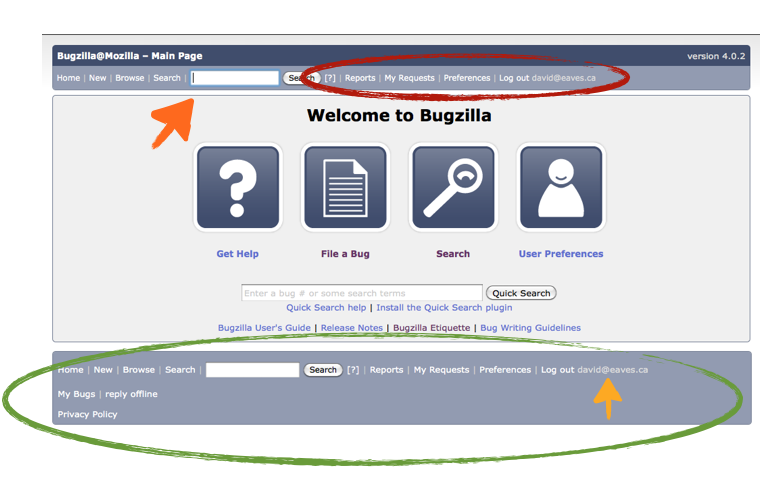 Bugzilla@Mozilla – Main Page version 4.0.2
Home | New | Browse | Search | Search [?] | Reports | My Requests | Preferences | Log out david@eaves.ca
Welcome to Bugzilla
Get Help File a Bug Search User Preferences
Enter a bug # or some search terms Quick Search
Quick Search help | Install the Quick Search plugin
Bugzilla User's Guide | Release Notes | Bugzilla Etiquette | Bug Writing Guidelines
Home | New | Browse | Search | Search [?] | Reports | My Requests | Preferences | Log out david@eaves.ca
My Bugs | reply offline
Privacy Policy